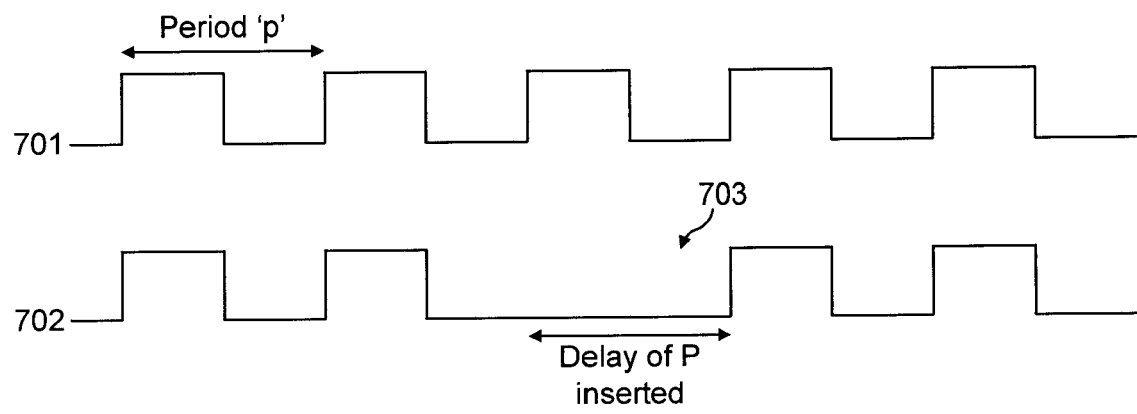 Period ‘p’
701
703
702
Delay of P
inserted